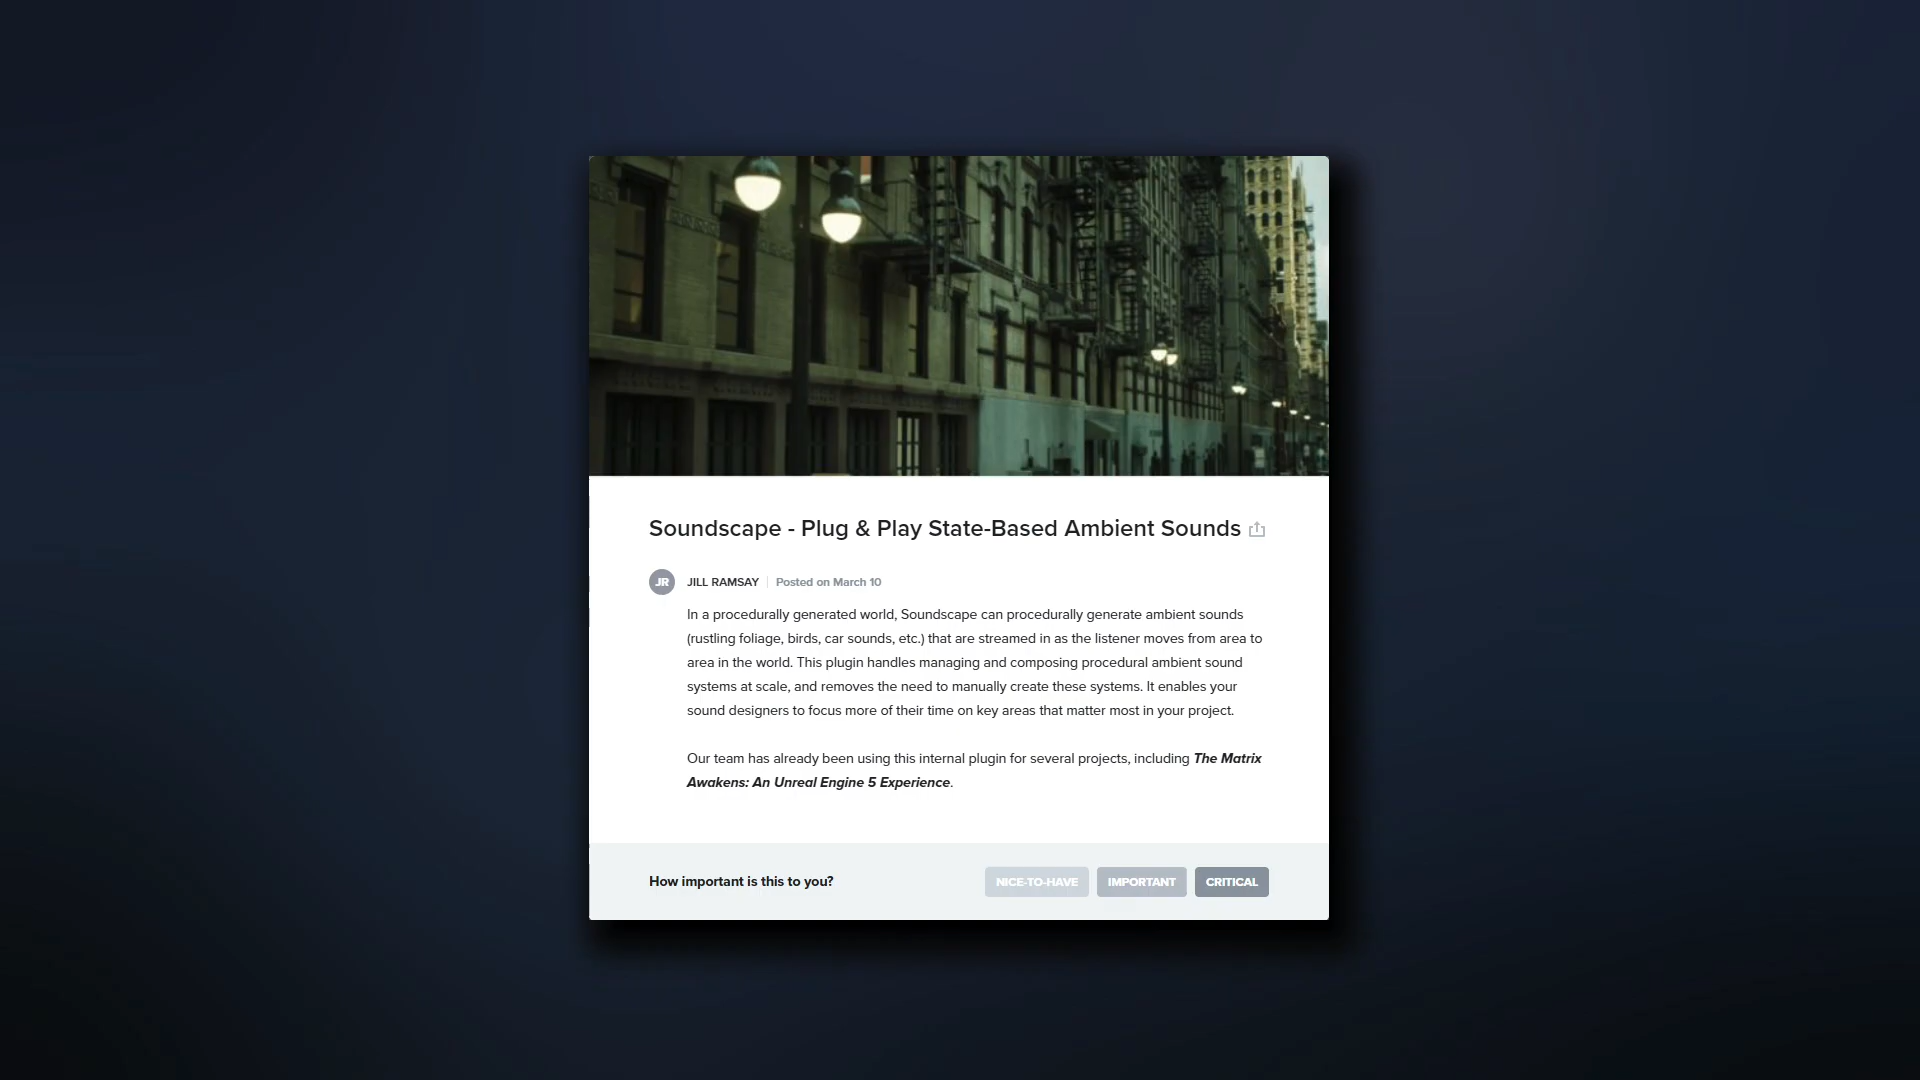 Soundscape - Plug & Play State-Based Ambient Sounds
JR JILL RAMSAY Posted on March 10
In a procedurally generated world, Soundscape can procedurally generate ambient sounds
(rustling foliage, birds, car sounds, etc.) that are streamed in as the listener moves from area to
area in the world. This plugin handles managing and composing procedural ambient sound
systems at scale, and removes the need to manually create these systems. It enables your
sound designers to focus more of their time on key areas that matter most in your project.
Our team has already been using this internal plugin for several projects, including The Matrix
Awakens: An Unreal Engine 5 Experience.
How important is this to you? NICE-TO-HAVE IMPORTANT CRITICAL